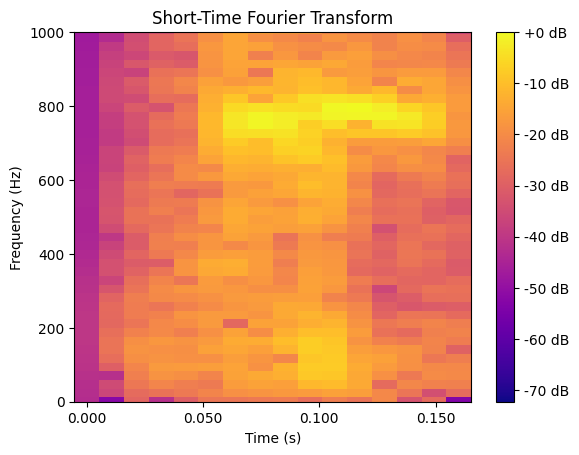 Short-Time Fourier Transform
Frequency (Hz)
1000
800
600
400
200
0
0.000
0.050
0.100
0.150
Time (s)
+0 dB
-10 dB
-20 dB
-30 dB
-40 dB
-50 dB
-60 dB
-70 dB